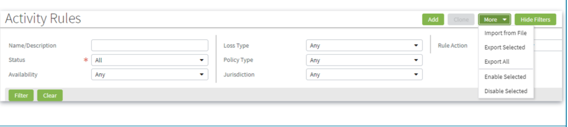 Activity Rules
Add Clone More Hide Filters
Import from File
Export Selected
Export All
Enable Selected
Disable Selected
Name/Description
Status * All
Availability Any
Loss Type Any
Policy Type Any
Jurisdiction Any
Rule Action
Filter Clear